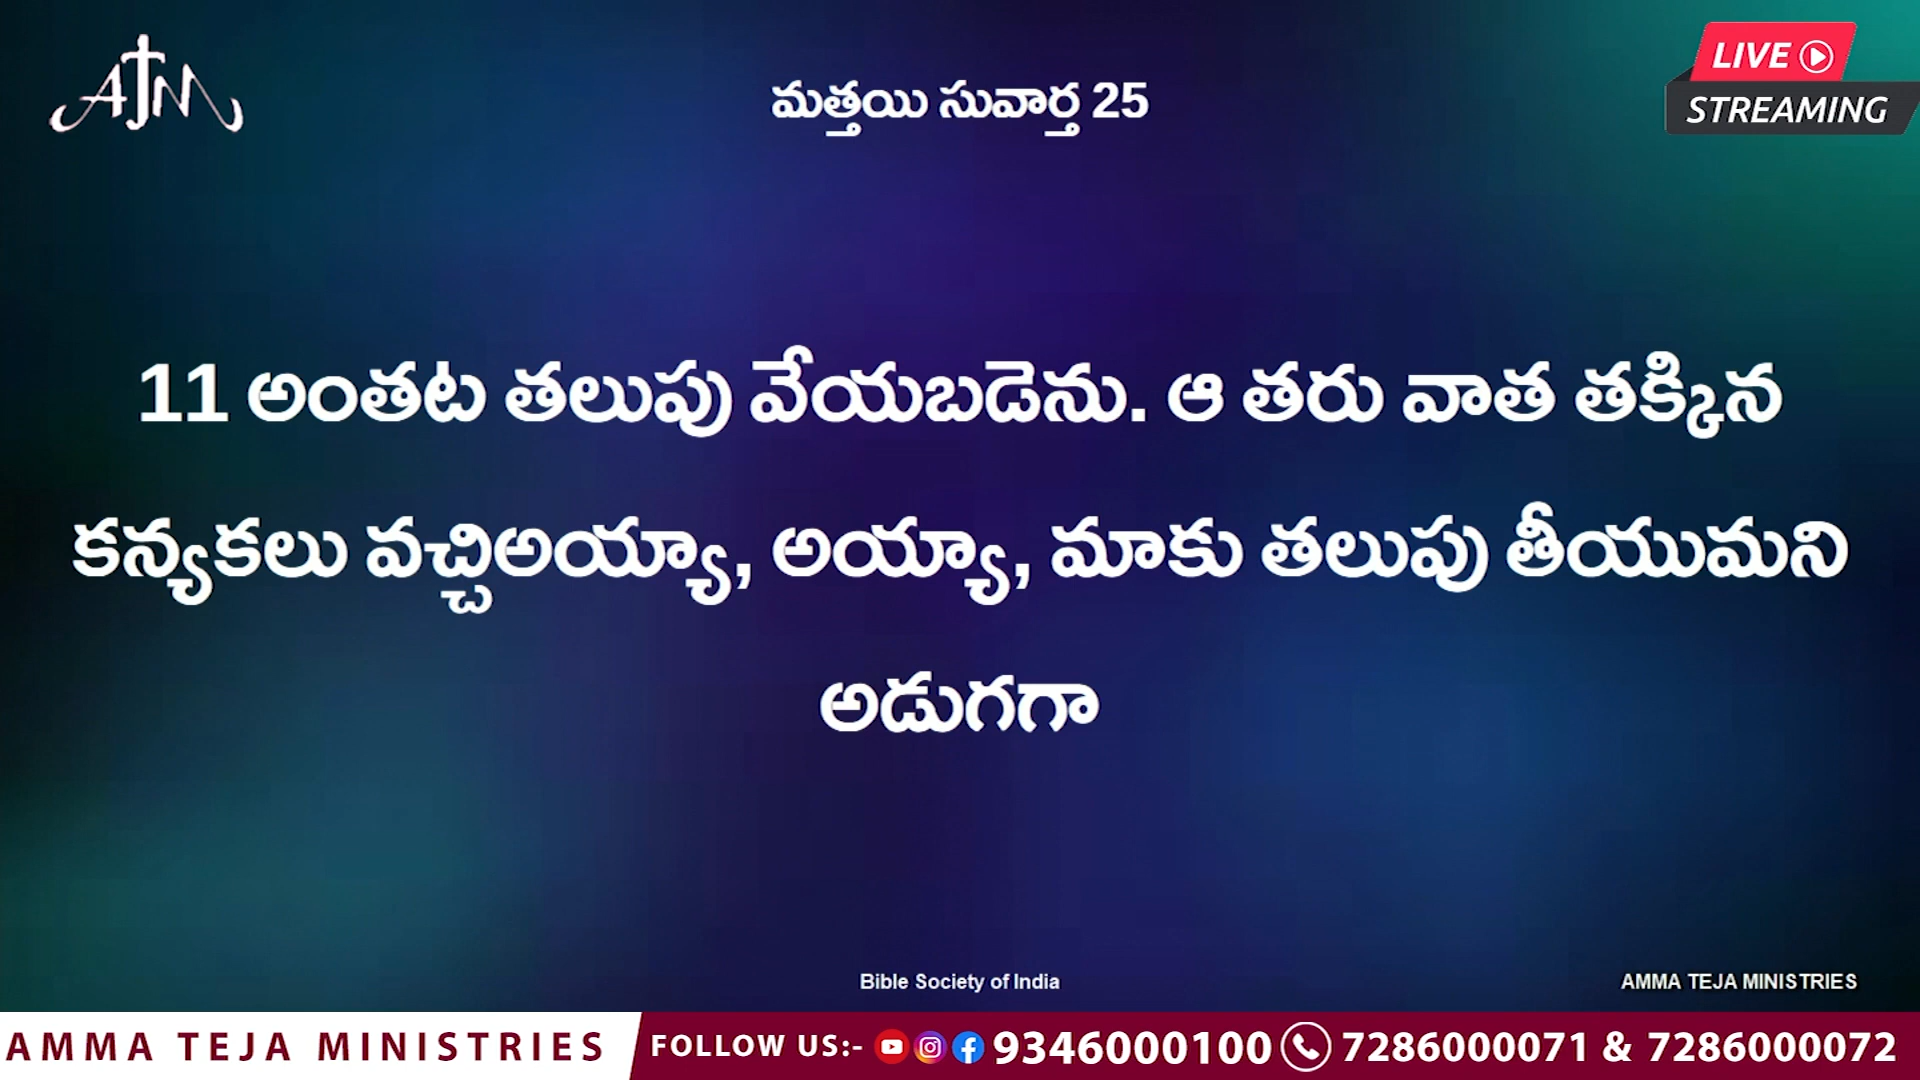 AJM
LIVE
STREAMING
మత్తయి సువార్త 25
11 అంతట తలుపు వేయబడెను. ఆ తరు వాత తక్కిన
కన్యకలు వచ్చిఅయ్యా, అయ్యా, మాకు తలుపు తీయుమని
అడుగగా
Bible Society of India
AMMA TEJA MINISTRIES
AMMA TEJA MINISTRIES
FOLLOW US:- 9346000100 7286000071 & 7286000072